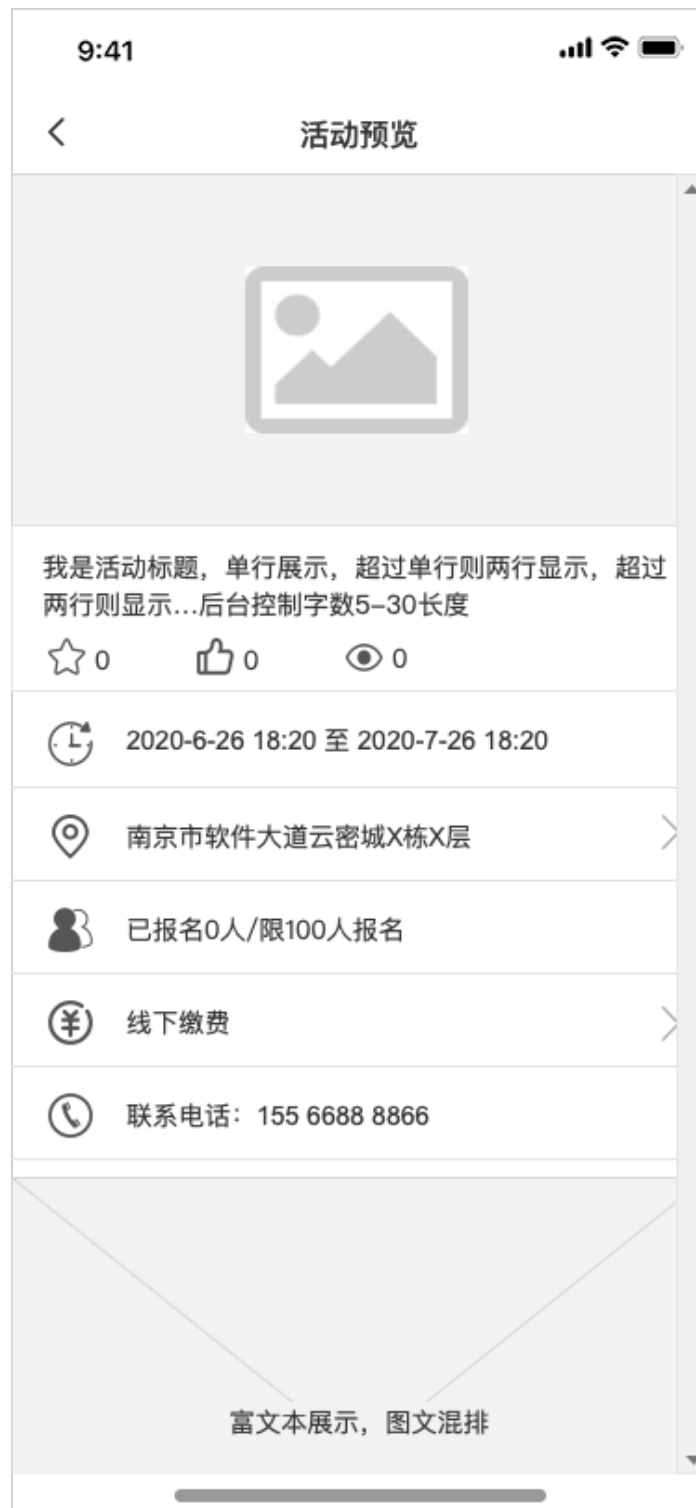 9:41
活动预览
我是活动标题，单行展示，超过单行则两行显示，超过
两行则显示...后台控制字数5-30长度
0 0 0
2020-6-26 18:20 至 2020-7-26 18:20
南京市软件大道云密城X栋X层
已报名0人/限100人报名
线下缴费
联系电话：155 6688 8866
富文本展示，图文混排